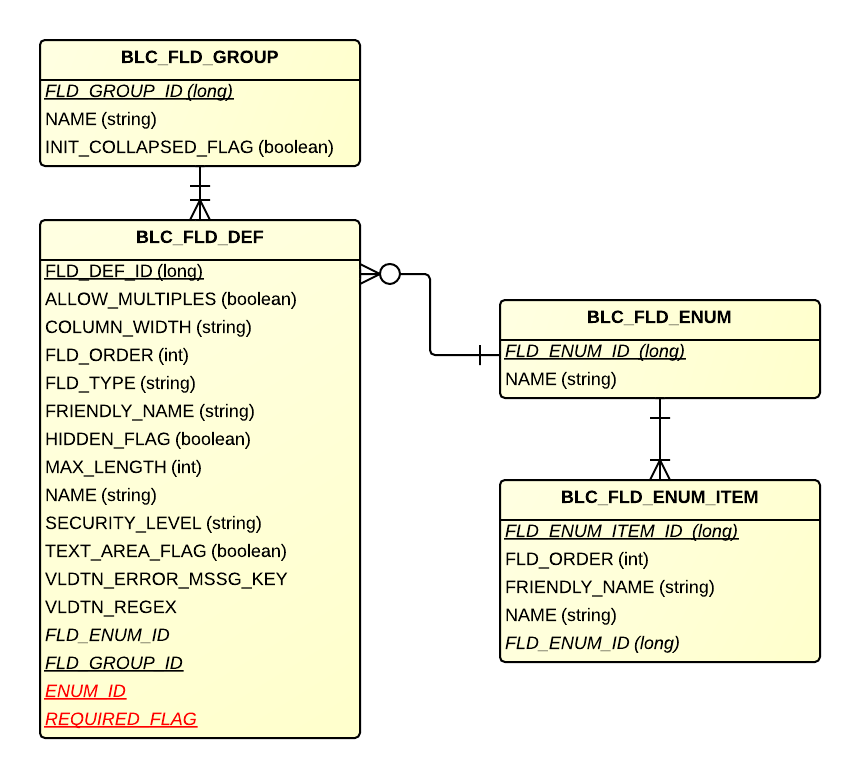 BLC_FLD_GROUP
FLD_GROUP_ID (long)
NAME (string)
INIT_COLLAPSED_FLAG (boolean)
BLC_FLD_DEF
FLD_DEF_ID (long)
ALLOW_MULTIPLES (boolean)
COLUMN_WIDTH (string)
FLD_ORDER (int)
FLD_TYPE (string)
FRIENDLY_NAME (string)
HIDDEN_FLAG (boolean)
MAX_LENGTH (int)
NAME (string)
SECURITY_LEVEL (string)
TEXT_AREA_FLAG (boolean)
VLDTN_ERROR_MSSG_KEY
VLDTN_REGEX
FLD_ENUM_ID
FLD_GROUP_ID
ENUM_ID
REQUIRED_FLAG
BLC_FLD_ENUM
FLD_ENUM_ID (long)
NAME (string)
BLC_FLD_ENUM_ITEM
FLD_ENUM_ITEM_ID (long)
FLD_ORDER (int)
FRIENDLY_NAME (string)
NAME (string)
FLD_ENUM_ID (long)